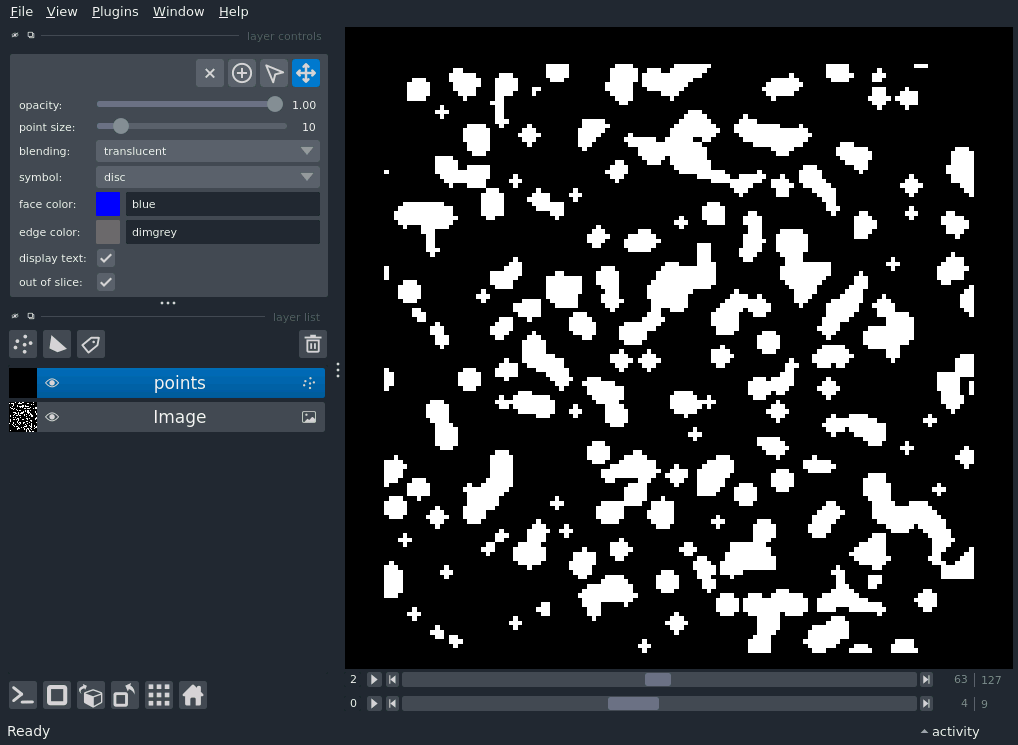 File View Plugins Window Help
layer controls
opacity: 1.00
point size: 10
blending: translucent
symbol: disc
face color: blue
edge color: dimgrey
display text:
out of slice:
layer list
points
Image
2 63 127
0 4 9
Ready activity